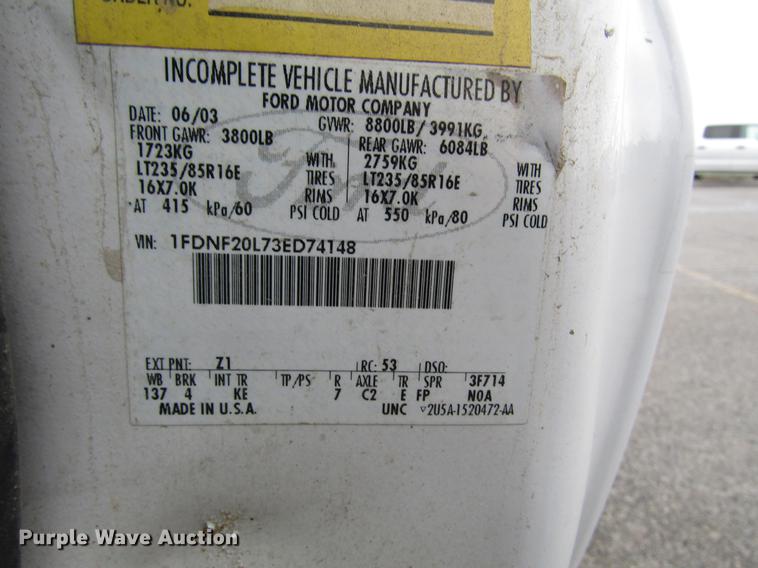 ORDER NO.
INCOMPLETE VEHICLE MANUFACTURED BY
FORD MOTOR COMPANY
DATE: 06/03 GVWR: 8800LB/3991KG
FRONT GAWR: 3800LB REAR GAWR: 6084LB
1723KG WITH 2759KG WITH
LT235/85R16E TIRES LT235/85R16E TIRES
16X7.0K RIMS 16X7.0K RIMS
AT 415 kPa/60 PSI COLD AT 550 kPa/80 PSI COLD
Ford
VIN: 1FDNF20L73ED74148
EXT PNT: Z1 RC: 53 DSO:
WB BRK INT TR TP/PS R AXLE TR SPR 3F714
137 4 KE 7 C2 E FP N0A
MADE IN U.S.A. UNC 2U5A-1520472-AA
Purple Wave Auction